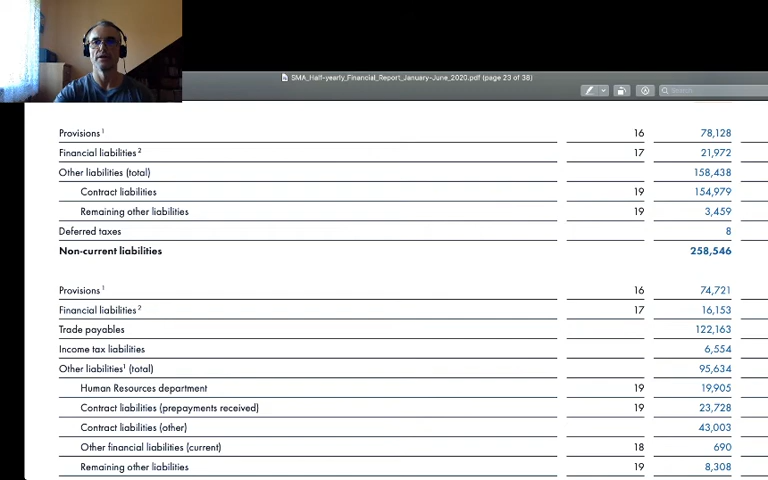 SMA_Half-yearly_Financial_Report_January-June_2020.pdf (page 23 of 38)
Search
Provisions 1 16 78,128
Financial liabilities 2 17 21,972
Other liabilities (total) 158,438
Contract liabilities 19 154,979
Remaining other liabilities 19 3,459
Deferred taxes 8
Non-current liabilities 258,546
Provisions 1 16 74,721
Financial liabilities 2 17 16,153
Trade payables 122,163
Income tax liabilities 6,554
Other liabilities1 (total) 95,634
Human Resources department 19 19,905
Contract liabilities (prepayments received) 19 23,728
Contract liabilities (other) 43,003
Other financial liabilities (current) 18 690
Remaining other liabilities 19 8,308